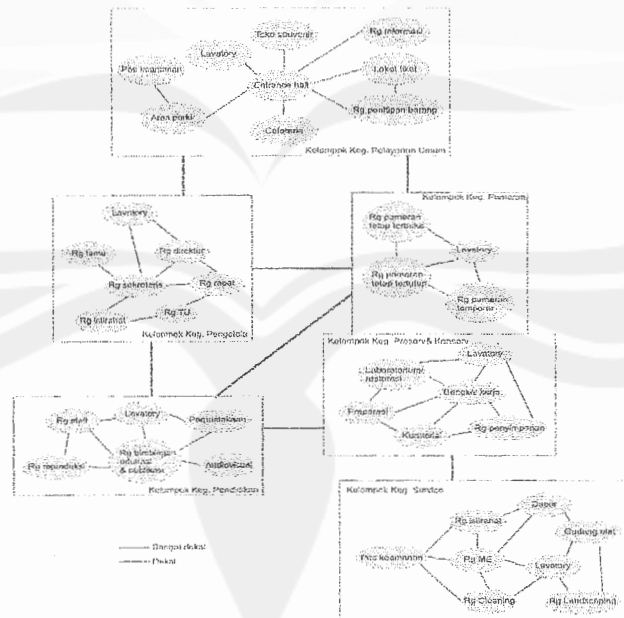 Toko souvenir
Rg informasi
Lavatory
Pos keamanan
Loket tiket
Entrance hall
Area parkir
Rg penitipan barang
Cafetaria
Kelompok Keg. Pelayanan Umum
Kelompok Keg. Pameran
Lavatory
Rg pameran
tetap terbuka
Rg tamu
Rg direktur
Lavatory
Rg sekretaris
Rg rapat
Rg pameran
tetap tertutup
Rg istirahat
Rg TU
Rg pameran
temporer
Kelompok Keg. Pengelola
Kelompok Keg. Preserv& Konserv
Lavatory
Laboratorium
restorasi
Bengkel kerja
Preparasi
Kuratorial
Rg penyimpanan
Rg staff
Lavatory
Perpustakaan
Rg reproduksi
Rg bimbingan
edukasi
& publikasi
Audiovisual
Kelompok Keg. Pendidikan
Kelompok Keg. Service
Dapur
Rg istirahat
Gudang alat
Pos keamanan
Rg ME
Lavatory
Rg Cleaning
Rg Landscaping
Sangat dekat
Dekat